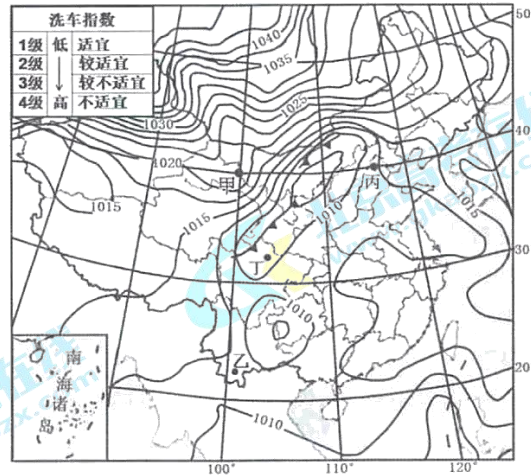 洗车指数
1级 低 适宜
2级 较适宜
3级 较不适宜
4级 高 不适宜
50
1040
1035
1025
1030
40
1020
甲
丙
1015
1015
1010
1015
丁
30
1010
乙
20
南
海
诸
岛
1010
100° 110° 120°